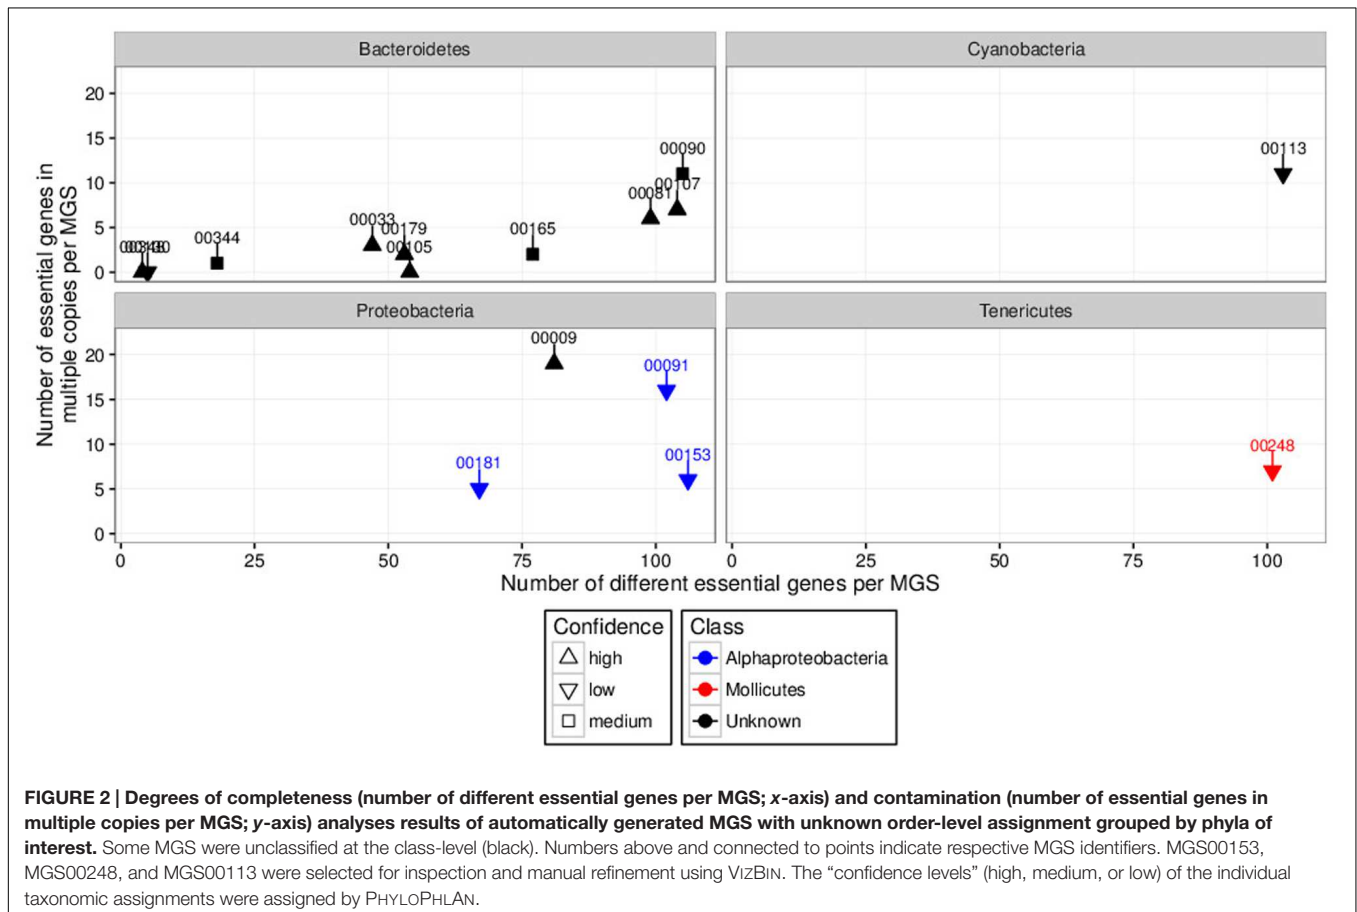 Bacteroidetes
Cyanobacteria
Number of essential genes in
multiple copies per MGS
20
15
10
5
0
00344
00033
00179
00105
00165
00081
00107
00090
00113
Proteobacteria
Tenericutes
20
15
10
5
0
00009
00091
00181
00153
00248
0 25 50 75 100 0 25 50 75 100
Number of different essential genes per MGS
Confidence
high
low
medium
Class
Alphaproteobacteria
Mollicutes
Unknown
FIGURE 2 | Degrees of completeness (number of different essential genes per MGS; x-axis) and contamination (number of essential genes in
multiple copies per MGS; y-axis) analyses results of automatically generated MGS with unknown order-level assignment grouped by phyla of
interest. Some MGS were unclassified at the class-level (black). Numbers above and connected to points indicate respective MGS identifiers. MGS00153,
MGS00248, and MGS00113 were selected for inspection and manual refinement using VIZBIN. The “confidence levels” (high, medium, or low) of the individual
taxonomic assignments were assigned by PHYLOPHLAN.